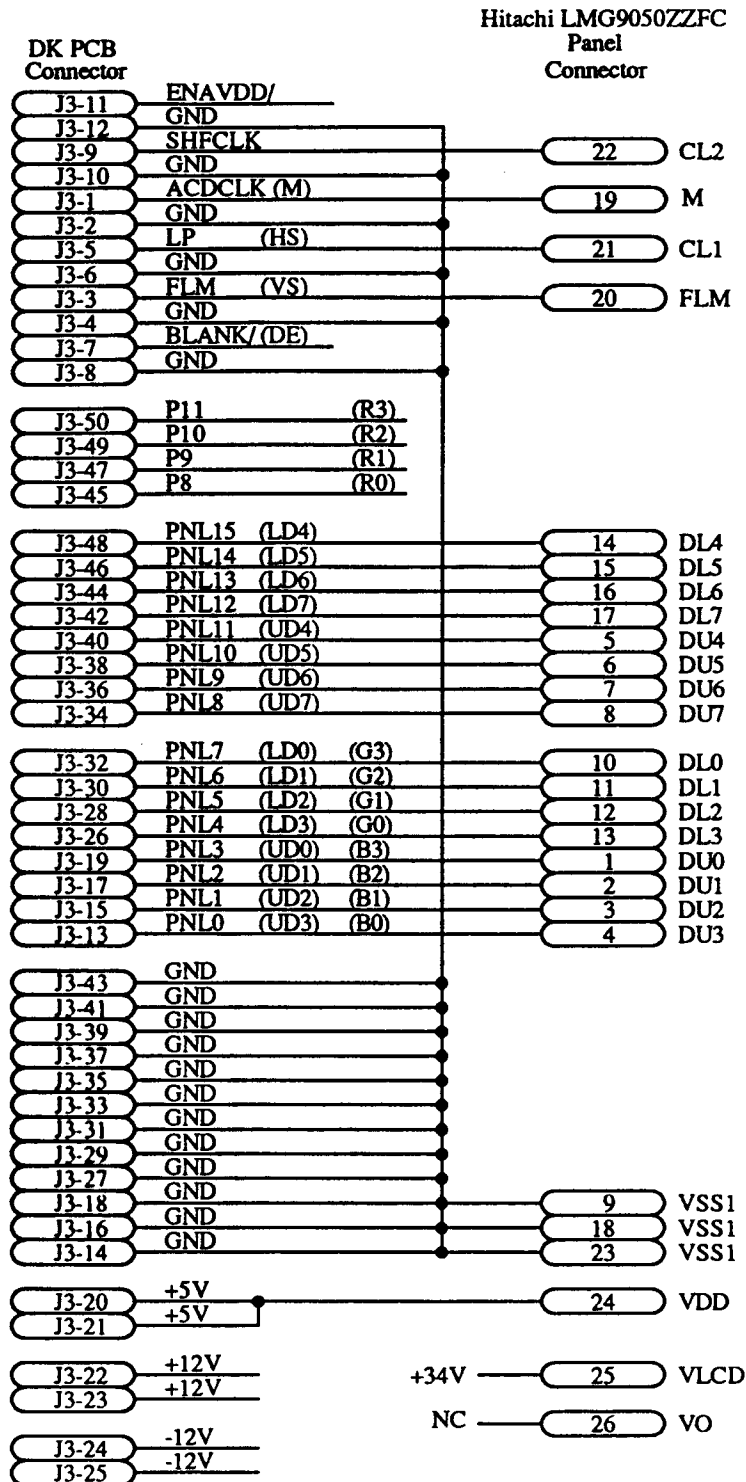 Hitachi LMG9050ZZFC
DK PCB Panel
Connector Connector
J3-11 ENAVDD/
J3-12 GND
J3-9 SHFCLK 22 CL2
J3-10 GND
J3-1 ACDCLK (M) 19 M
J3-2 GND
J3-5 LP (HS) 21 CL1
J3-6 GND
J3-3 FLM (VS) 20 FLM
J3-4 GND
J3-7 BLANK/ (DE)
J3-8 GND
J3-50 P11 (R3)
J3-49 P10 (R2)
J3-47 P9 (R1)
J3-45 P8 (R0)
J3-48 PNL15 (LD4) 14 DL4
J3-46 PNL14 (LD5) 15 DL5
J3-44 PNL13 (LD6) 16 DL6
J3-42 PNL12 (LD7) 17 DL7
J3-40 PNL11 (UD4) 5 DU4
J3-38 PNL10 (UD5) 6 DU5
J3-36 PNL9 (UD6) 7 DU6
J3-34 PNL8 (UD7) 8 DU7
J3-32 PNL7 (LD0) (G3) 10 DL0
J3-30 PNL6 (LD1) (G2) 11 DL1
J3-28 PNL5 (LD2) (G1) 12 DL2
J3-26 PNL4 (LD3) (G0) 13 DL3
J3-19 PNL3 (UD0) (B3) 1 DU0
J3-17 PNL2 (UD1) (B2) 2 DU1
J3-15 PNL1 (UD2) (B1) 3 DU2
J3-13 PNL0 (UD3) (B0) 4 DU3
J3-43 GND
J3-41 GND
J3-39 GND
J3-37 GND
J3-35 GND
J3-33 GND
J3-31 GND
J3-29 GND
J3-27 GND
J3-18 GND 9 VSS1
J3-16 GND 18 VSS1
J3-14 GND 23 VSS1
J3-20 +5V 24 VDD
J3-21 +5V
J3-22 +12V +34V 25 VLCD
J3-23 +12V
NC 26 VO
J3-24 -12V
J3-25 -12V